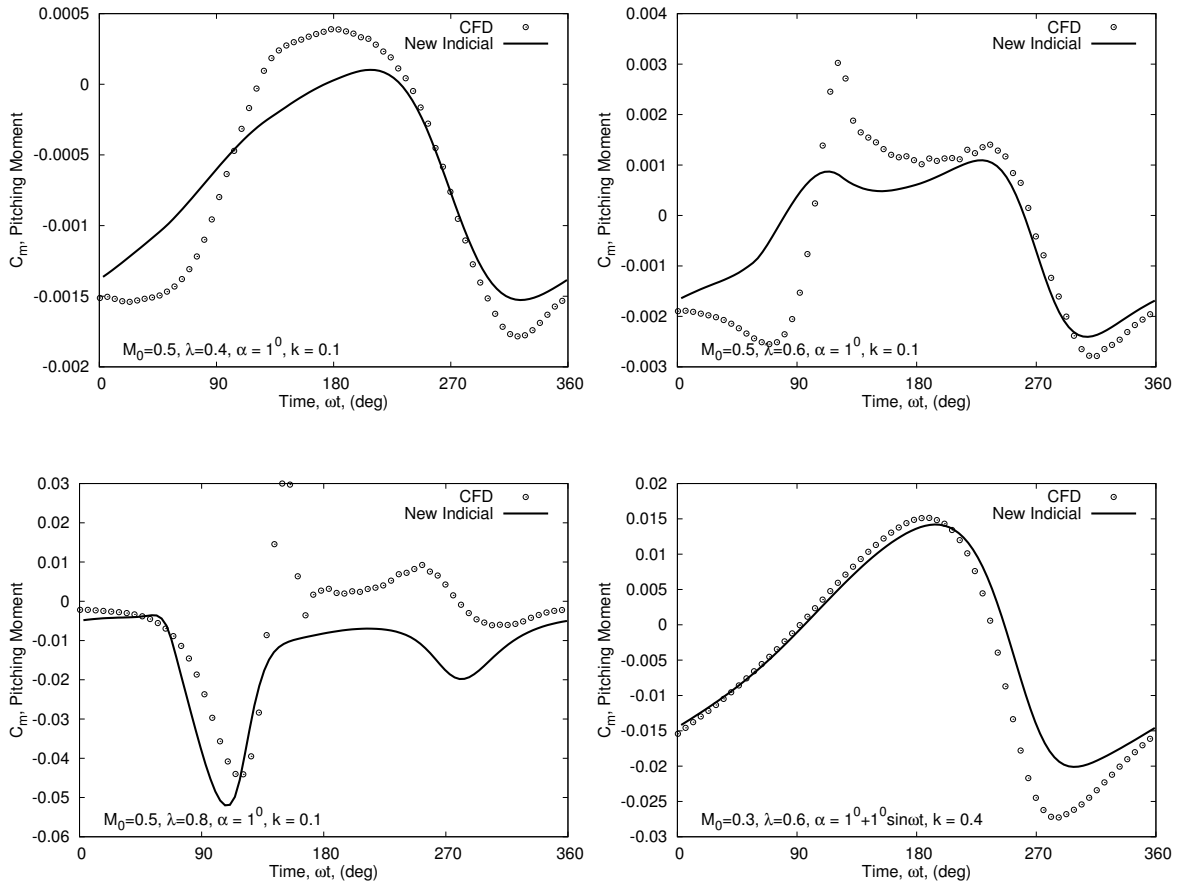 0.0005
0
-0.0005
-0.001
-0.0015
-0.002
C_m, Pitching Moment
CFD
New Indicial
M_0=0.5, λ=0.4, α = 1^0, k = 0.1
0 90 180 270 360
Time, ωt, (deg)
0.004
0.003
0.002
0.001
0
-0.001
-0.002
-0.003
C_m, Pitching Moment
CFD
New Indicial
M_0=0.5, λ=0.6, α = 1^0, k = 0.1
0 90 180 270 360
Time, ωt, (deg)
0.03
0.02
0.01
0
-0.01
-0.02
-0.03
-0.04
-0.05
-0.06
C_m, Pitching Moment
CFD
New Indicial
M_0=0.5, λ=0.8, α = 1^0, k = 0.1
0 90 180 270 360
Time, ωt, (deg)
0.02
0.015
0.01
0.005
0
-0.005
-0.01
-0.015
-0.02
-0.025
-0.03
C_m, Pitching Moment
CFD
New Indicial
M_0=0.3, λ=0.6, α = 1^0+1^0sinωt, k = 0.4
0 90 180 270 360
Time, ωt, (deg)